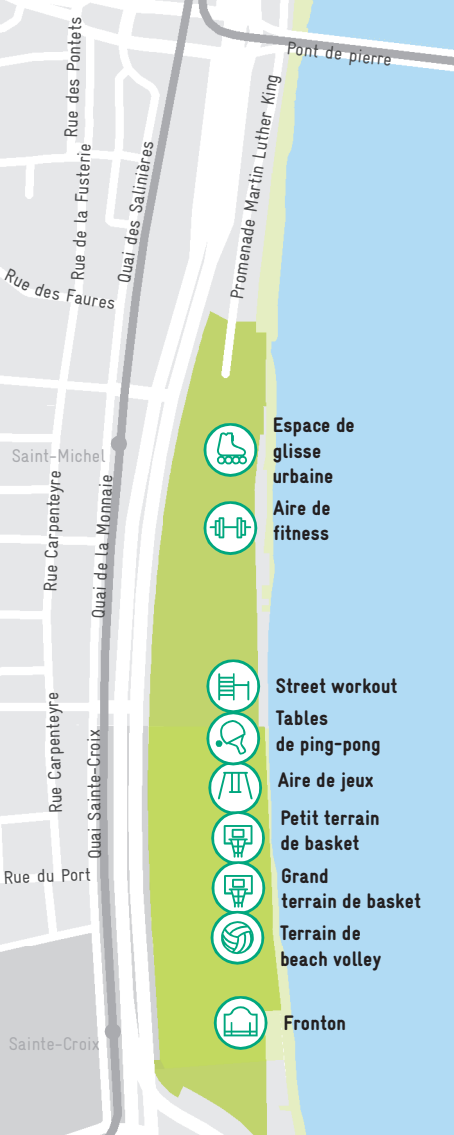 Pont de pierre
Rue des Pontets
Promenade Martin Luther King
Rue de la Fusterie
Quai des Salinières
Rue des Faures
Espace de
glisse
urbaine
Saint-Michel
Aire de
fitness
Rue Carpenteyre
Quai de la Monnaie
Street workout
Tables
de ping-pong
Rue Carpenteyre
Quai Sainte-Croix
Aire de jeux
Petit terrain
de basket
Rue du Port
Grand
terrain de basket
Terrain de
beach volley
Fronton
Sainte-Croix